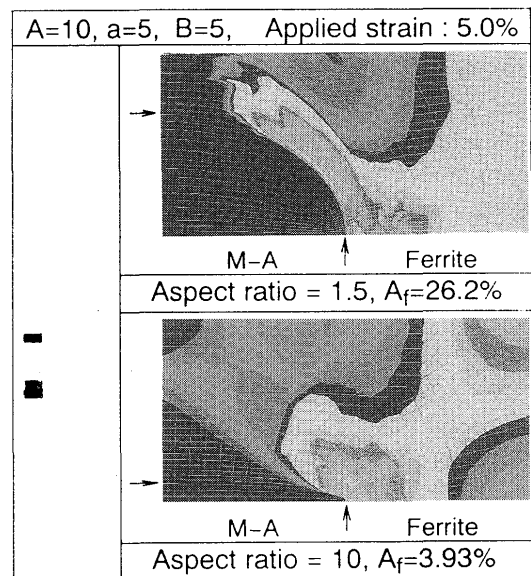 A=10, a=5, B=5, Applied strain : 5.0%
M-A Ferrite
Aspect ratio = 1.5, Af=26.2%
M-A Ferrite
Aspect ratio = 10, Af=3.93%